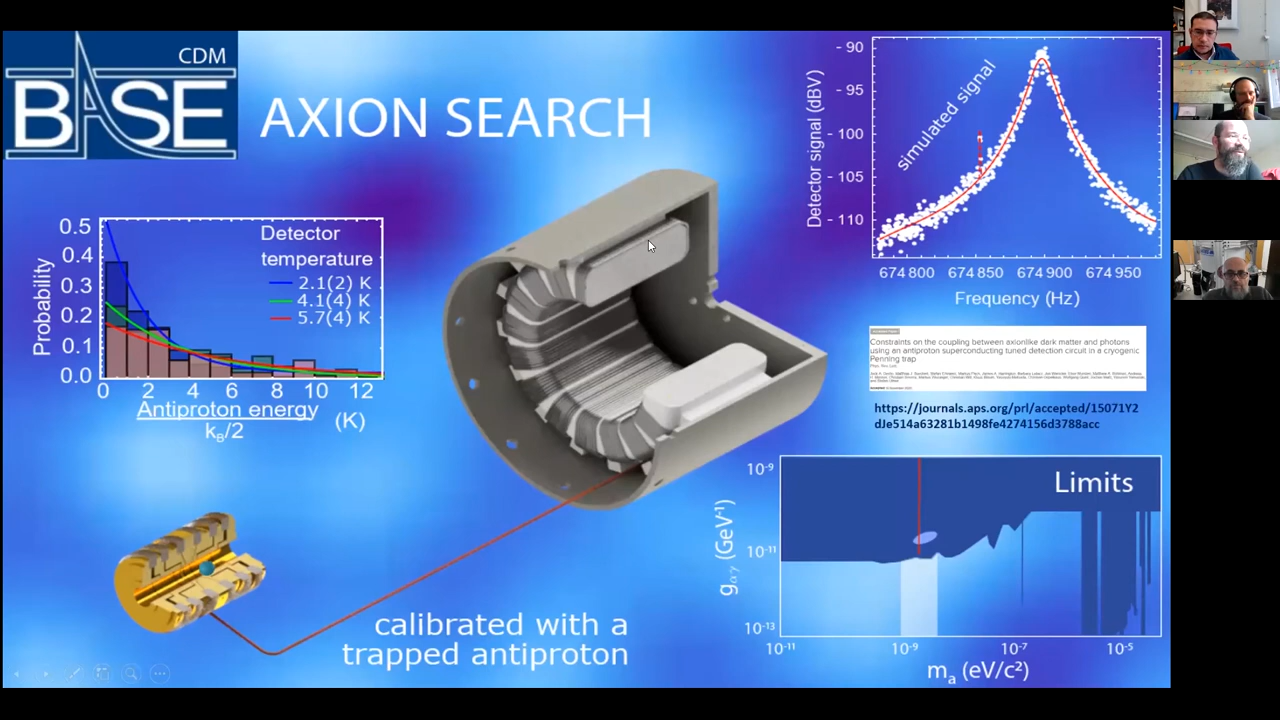 CDM
BASE
AXION SEARCH
0.5
0.4
0.3
0.2
0.1
0.0
Probability
Detector
temperature
2.1(2) K
4.1(4) K
5.7(4) K
0 2 4 6 8 10 12
Antiproton energy
k_B/2
(K)
calibrated with a
trapped antiproton
Detector signal (dBV)
- 90
- 95
- 100
- 105
- 110
simulated signal
674 800 674 850 674 900 674 950
Frequency (Hz)
Constraints on the coupling between axionlike dark matter and photons
using an antiproton superconducting tuned detection circuit in a cryogenic
Penning trap
https://journals.aps.org/prl/accepted/15071Y2
dJe514a63281b1498fe4274156d3788acc
Limits
g_aγ (GeV⁻¹)
10⁻⁹
10⁻¹¹
10⁻¹³
10⁻¹¹ 10⁻⁹ 10⁻⁷ 10⁻⁵
m_a (eV/c²)